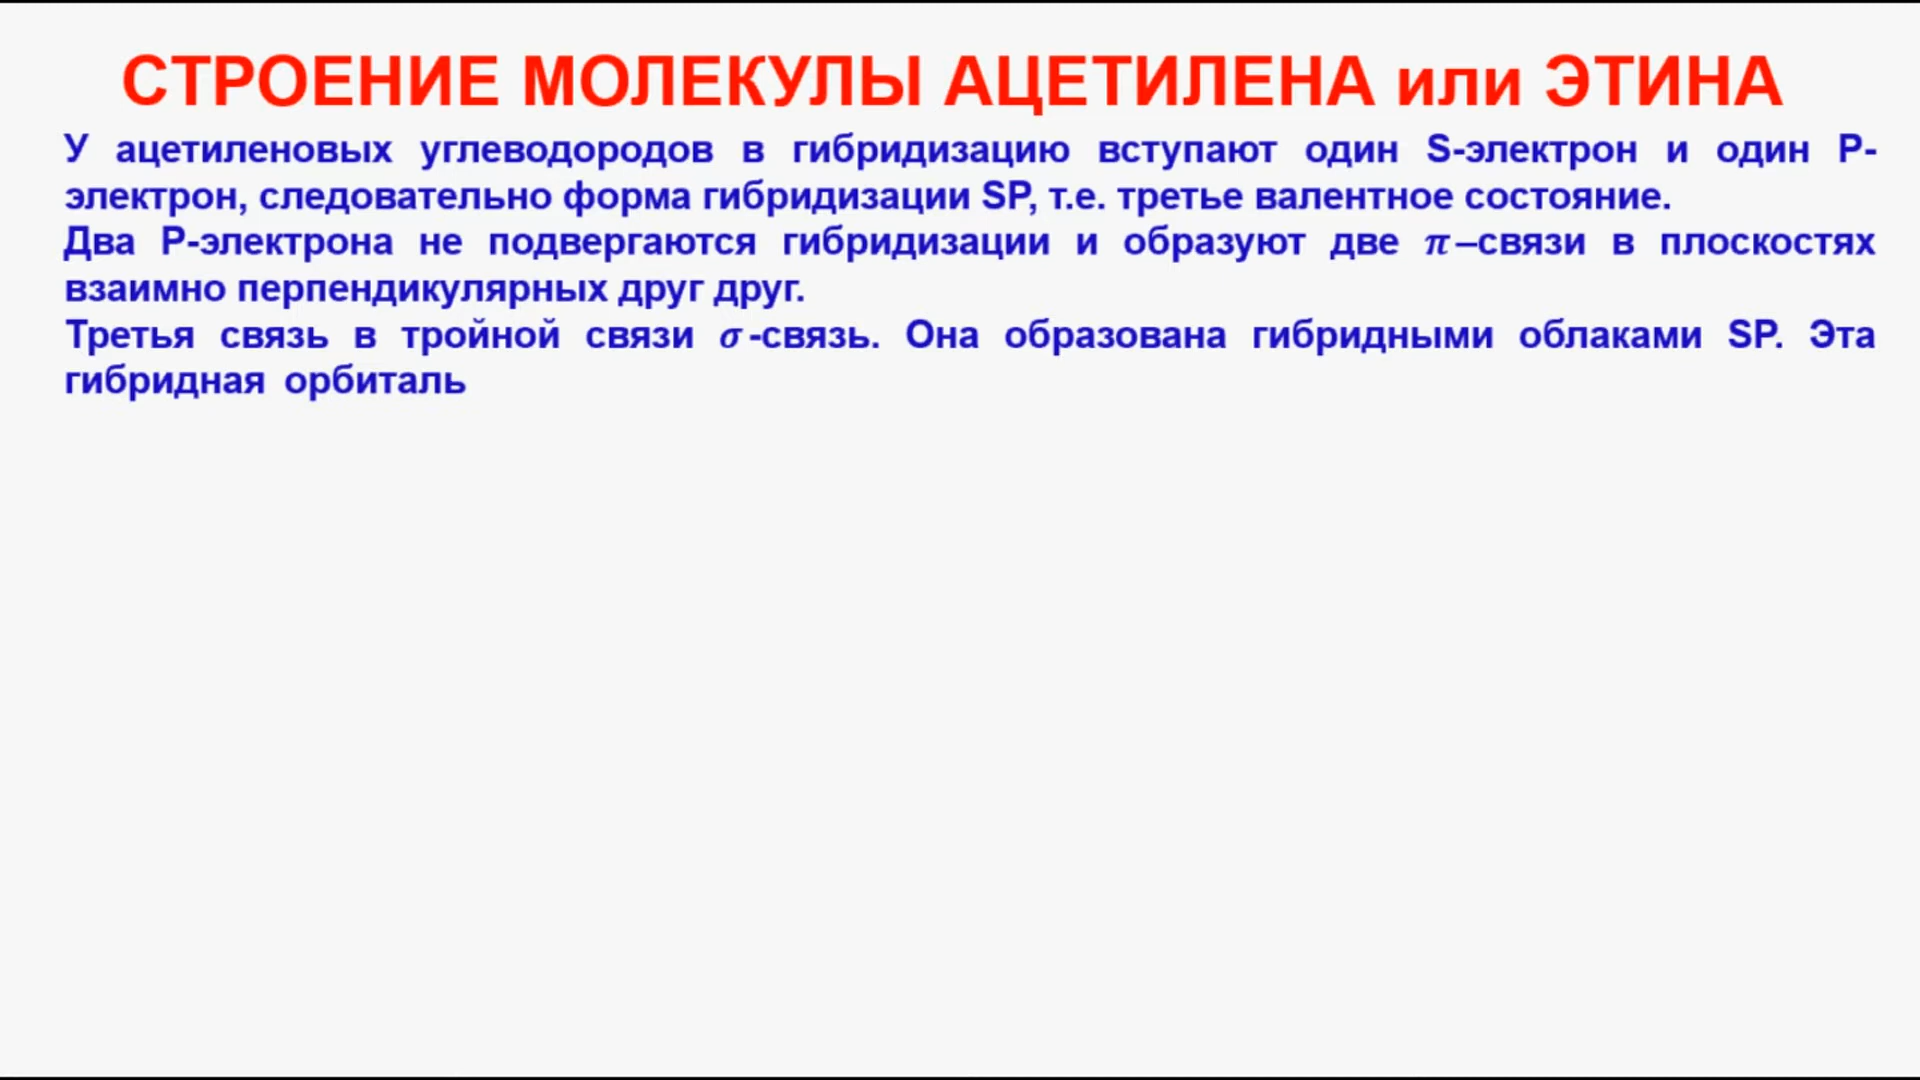 СТРОЕНИЕ МОЛЕКУЛЫ АЦЕТИЛЕНА или ЭТИНА
У ацетиленовых углеводородов в гибридизацию вступают один S-электрон и один P-
электрон, следовательно форма гибридизации SP, т.е. третье валентное состояние.
Два P-электрона не подвергаются гибридизации и образуют две π–связи в плоскостях
взаимно перпендикулярных друг друг.
Третья связь в тройной связи σ-связь. Она образована гибридными облаками SP. Эта
гибридная орбиталь